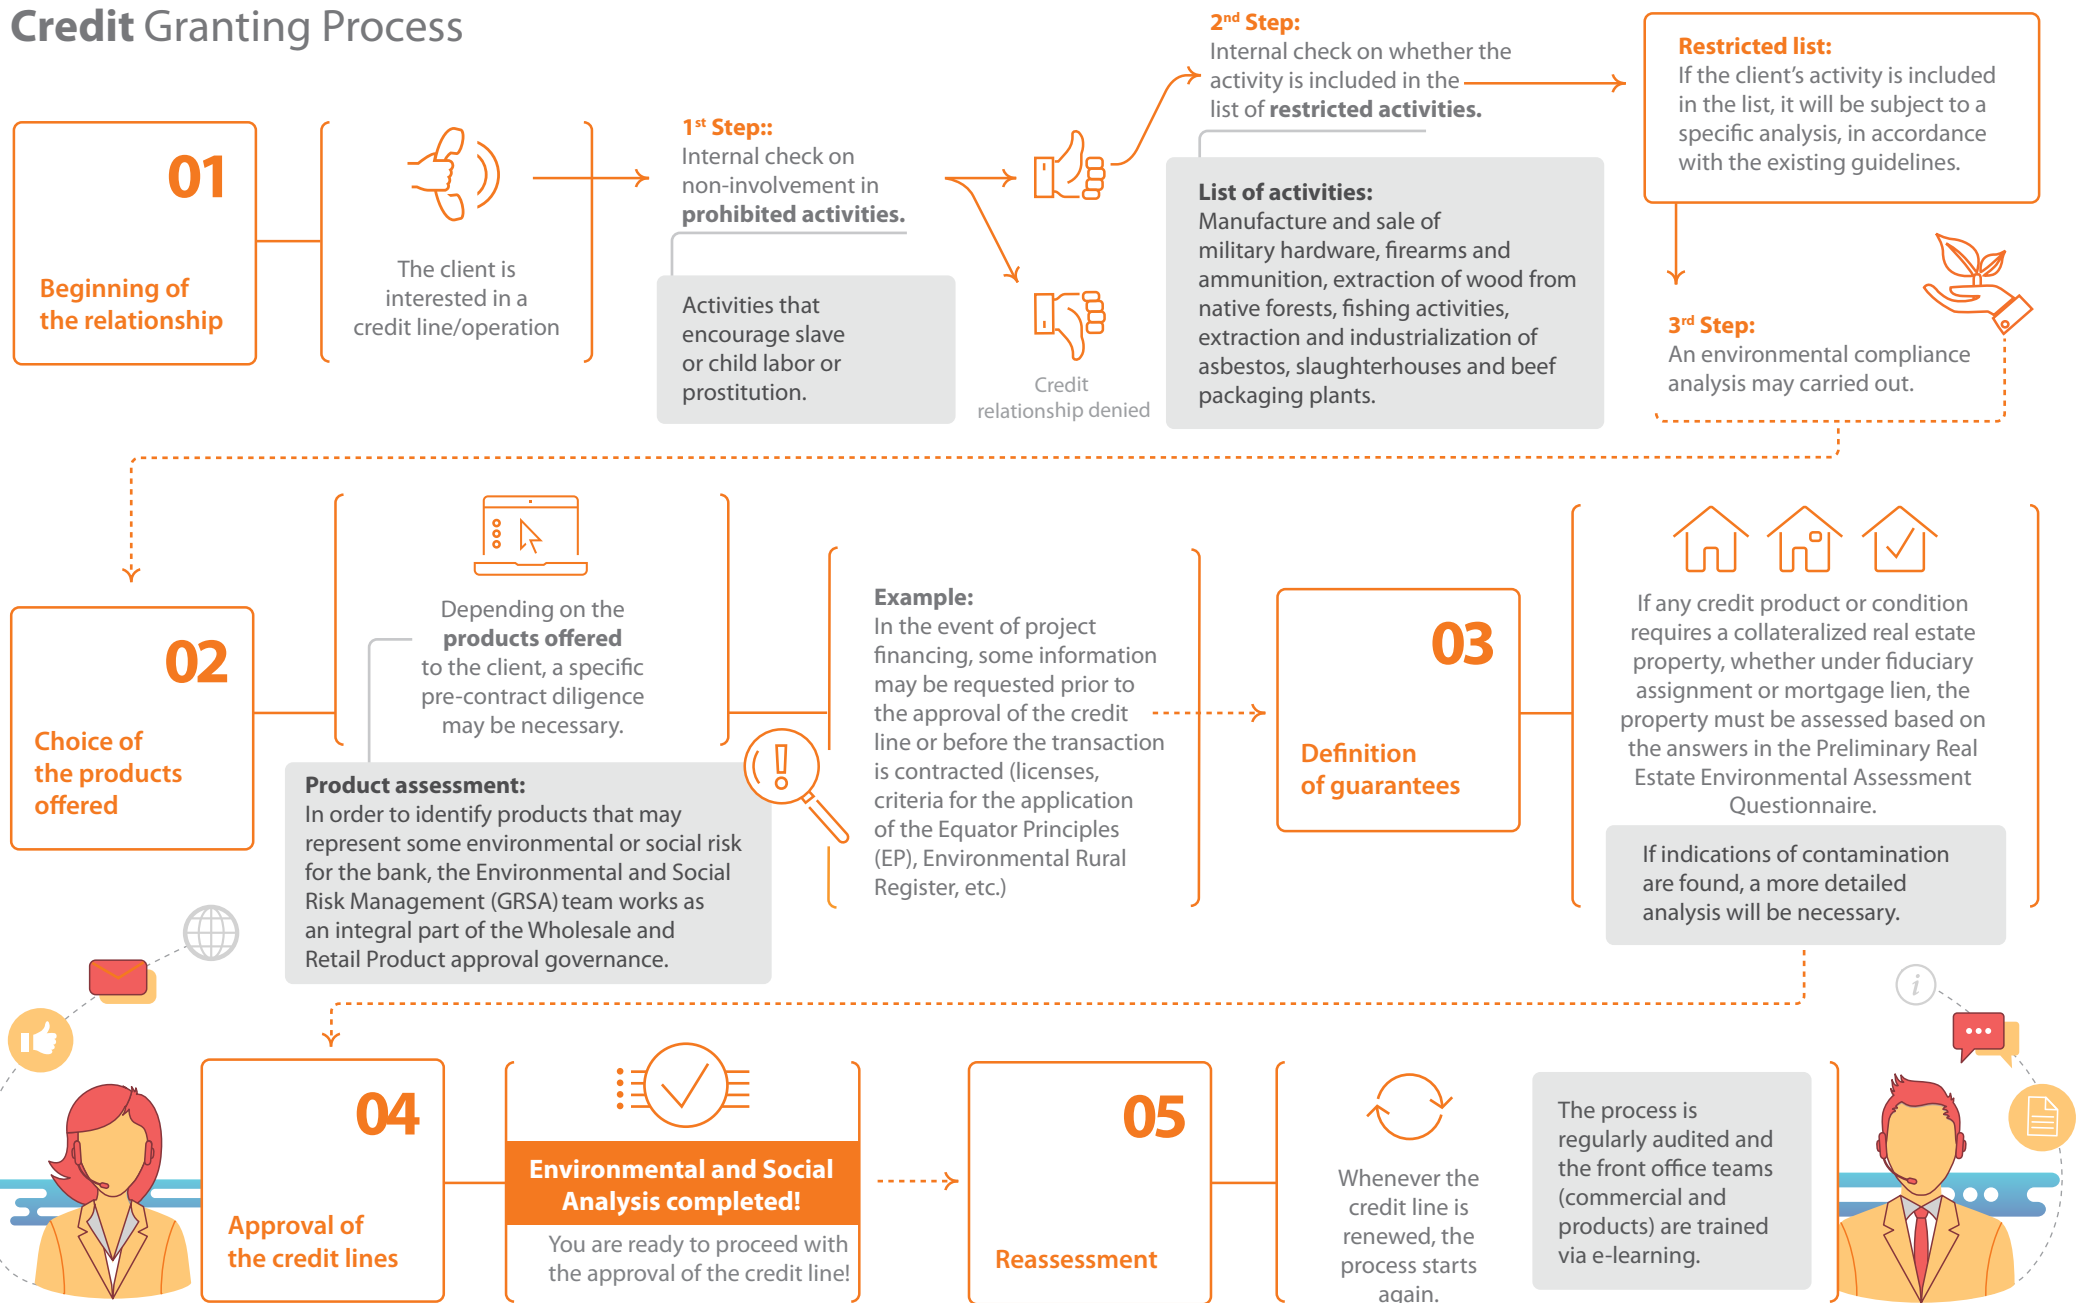 Credit Granting Process
01
Beginning of
the relationship
The client is
interested in a
credit line/operation
1st Step::
Internal check on
non-involvement in
prohibited activities.
Activities that
encourage slave
or child labor or
prostitution.
Credit
relationship denied
2nd Step:
Internal check on whether the
activity is included in the
list of restricted activities.
List of activities:
Manufacture and sale of
military hardware, firearms and
ammunition, extraction of wood from
native forests, fishing activities,
extraction and industrialization of
asbestos, slaughterhouses and beef
packaging plants.
Restricted list:
If the client's activity is included
in the list, it will be subject to a
specific analysis, in accordance
with the existing guidelines.
3rd Step:
An environmental compliance
analysis may carried out.
02
Choice of
the products
offered
Depending on the
products offered
to the client, a specific
pre-contract diligence
may be necessary.
Product assessment:
In order to identify products that may
represent some environmental or social risk
for the bank, the Environmental and Social
Risk Management (GRSA) team works as
an integral part of the Wholesale and
Retail Product approval governance.
Example:
In the event of project
financing, some information
may be requested prior to
the approval of the credit
line or before the transaction
is contracted (licenses,
criteria for the application
of the Equator Principles
(EP), Environmental Rural
Register, etc.)
03
Definition
of guarantees
If any credit product or condition
requires a collateralized real estate
property, whether under fiduciary
assignment or mortgage lien, the
property must be assessed based on
the answers in the Preliminary Real
Estate Environmental Assessment
Questionnaire.
If indications of contamination
are found, a more detailed
analysis will be necessary.
04
Approval of
the credit lines
Environmental and Social
Analysis completed!
You are ready to proceed with
the approval of the credit line!
05
Reassessment
Whenever the
credit line is
renewed, the
process starts
again.
The process is
regularly audited and
the front office teams
(commercial and
products) are trained
via e-learning.
i